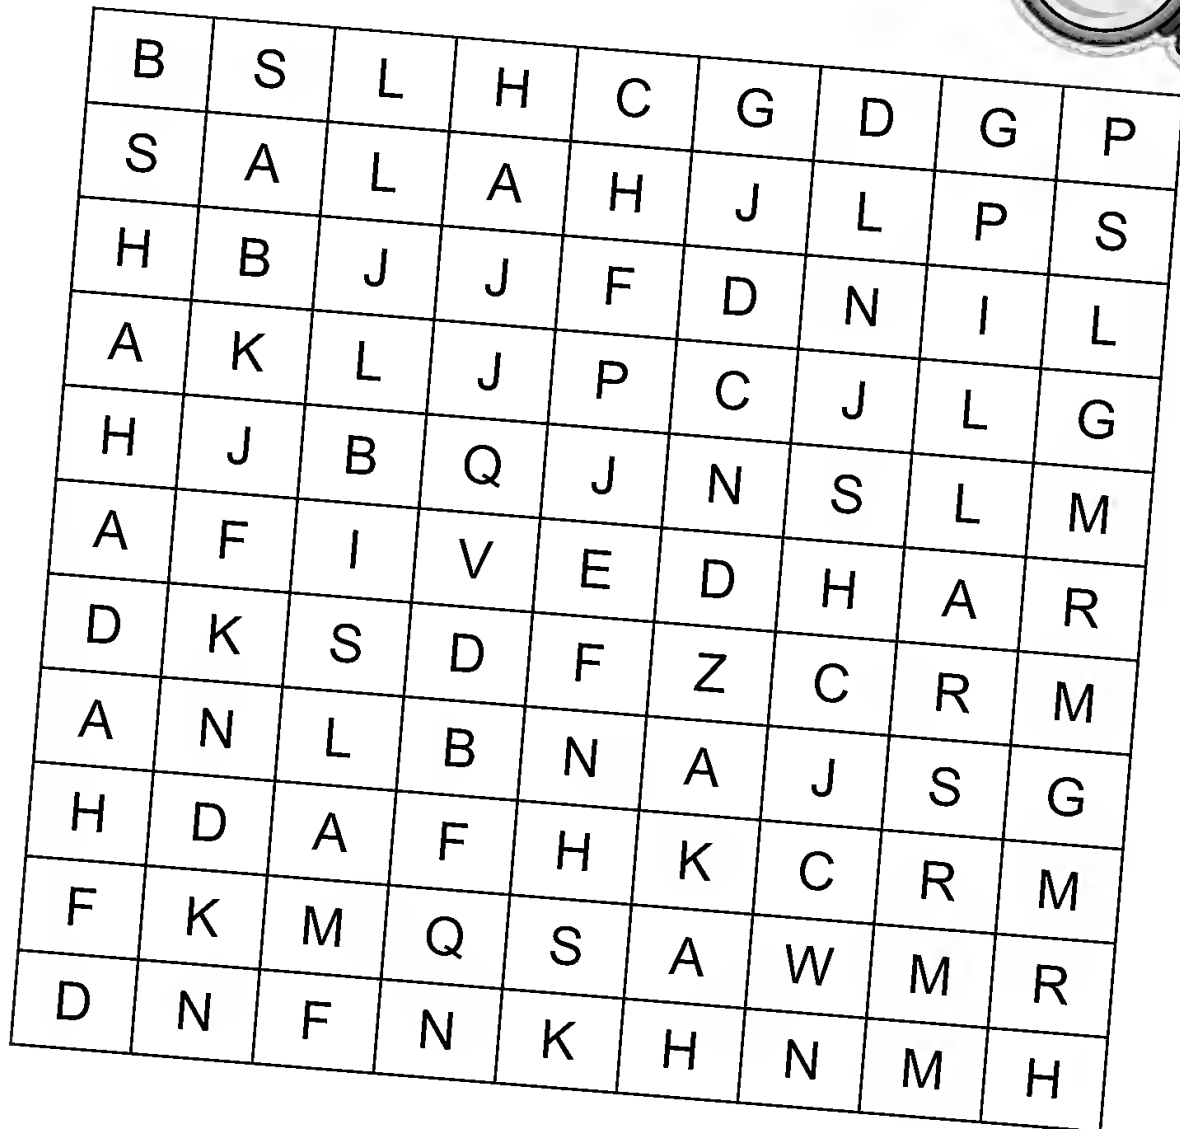 B S L H C G D G P
S A L A H J L P S
H B J J F D N I L
A K L J P C J L G
H J B Q J N S L M
A F I V E D H A R
D K S D F Z C R M
A N L B N A J S G
H D A F H K C R M
F K M Q S A W M R
D N F N K H N M H